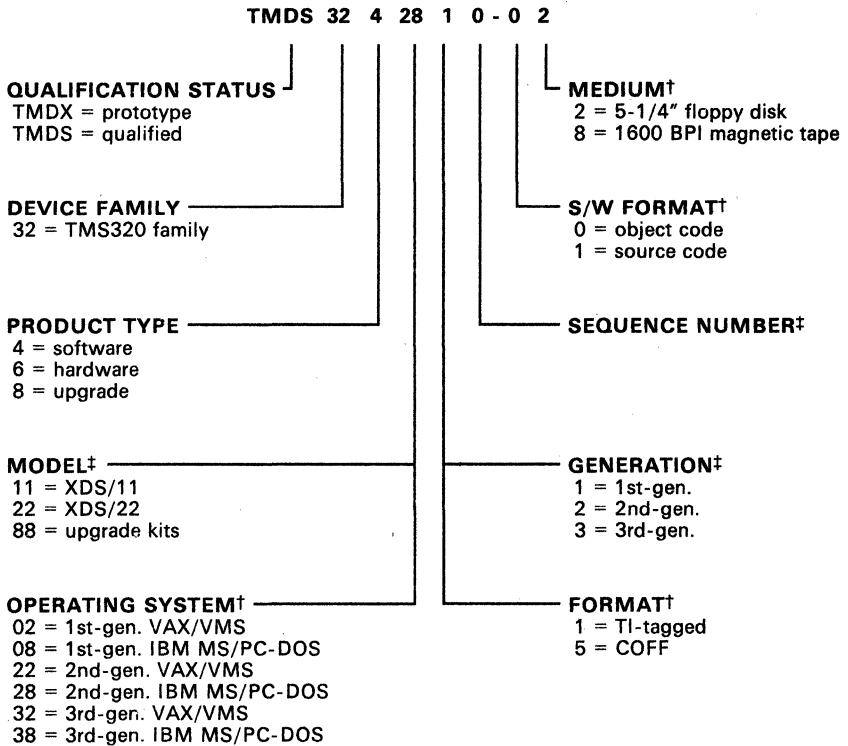 TMDS 32 4 28 1 0 - 0 2
QUALIFICATION STATUS
TMDX = prototype
TMDS = qualified
DEVICE FAMILY
32 = TMS320 family
PRODUCT TYPE
4 = software
6 = hardware
8 = upgrade
MODEL‡
11 = XDS/11
22 = XDS/22
88 = upgrade kits
OPERATING SYSTEM†
02 = 1st-gen. VAX/VMS
08 = 1st-gen. IBM MS/PC-DOS
22 = 2nd-gen. VAX/VMS
28 = 2nd-gen. IBM MS/PC-DOS
32 = 3rd-gen. VAX/VMS
38 = 3rd-gen. IBM MS/PC-DOS
MEDIUM†
2 = 5-1/4″ floppy disk
8 = 1600 BPI magnetic tape
S/W FORMAT†
0 = object code
1 = source code
SEQUENCE NUMBER‡
GENERATION‡
1 = 1st-gen.
2 = 2nd-gen.
3 = 3rd-gen.
FORMAT†
1 = TI-tagged
5 = COFF